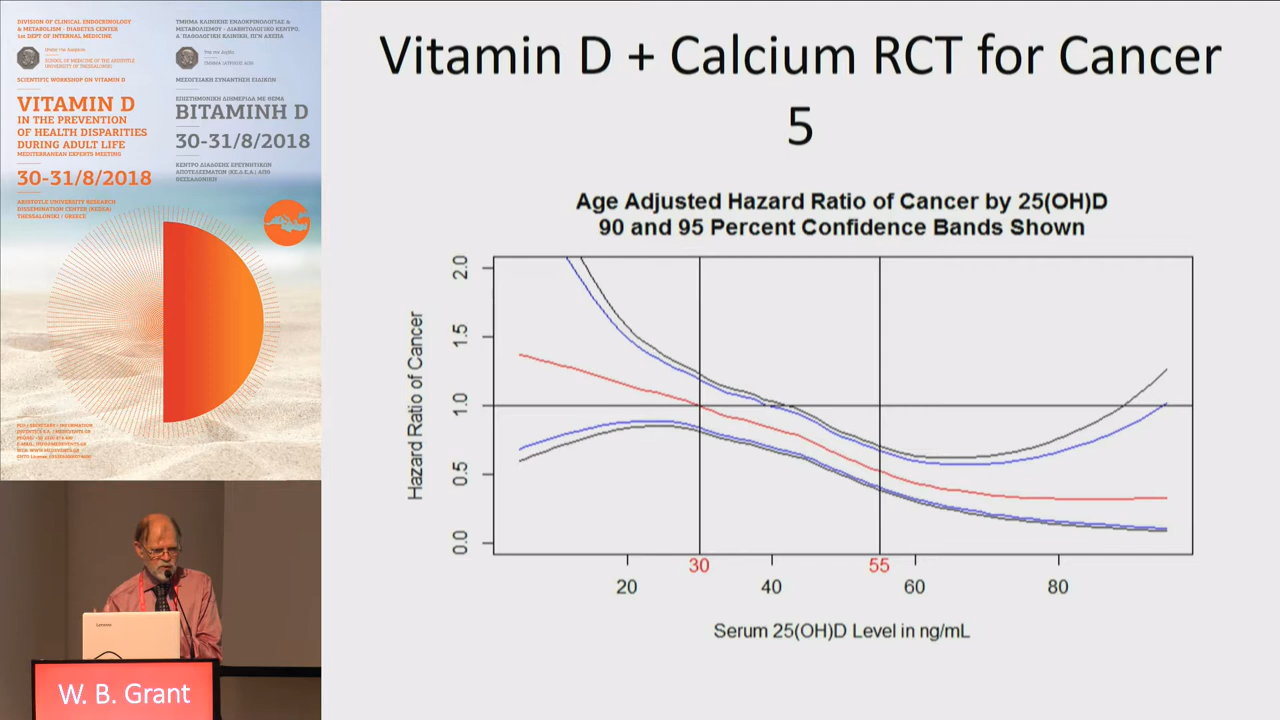 DIVISION OF CLINICAL ENDOCRINOLOGY
& METABOLISM - DIABETES CENTER
1st DEPT OF INTERNAL MEDICINE
SCHOOL OF MEDICINE OF THE ARISTOTLE
UNIVERSITY OF THESSALONIKI
SCIENTIFIC WORKSHOP ON VITAMIN D
VITAMIN D
IN THE PREVENTION
OF HEALTH DISPARITIES
DURING ADULT LIFE
MEDITERRANEAN EXPERTS MEETING
30-31/8/2018
ARISTOTLE UNIVERSITY RESEARCH
DISSEMINATION CENTER (KEDEA)
THESSALONIKI / GREECE
ΤΜΗΜΑ ΚΛΙΝΙΚΗΣ ΕΝΔΟΚΡΙΝΟΛΟΓΙΑΣ &
ΜΕΤΑΒΟΛΙΣΜΟΥ - ΔΙΑΒΗΤΟΛΟΓΙΚΟ ΚΕΝΤΡΟ,
Α΄ ΠΑΘΟΛΟΓΙΚΗ ΚΛΙΝΙΚΗ, ΠΓΝ ΑΧΕΠΑ
ΤΜΗΜΑ ΙΑΤΡΙΚΗΣ ΑΠΘ
ΜΕΣΟΓΕΙΑΚΗ ΣΥΝΑΝΤΗΣΗ ΕΙΔΙΚΩΝ
ΕΠΙΣΤΗΜΟΝΙΚΗ ΔΙΗΜΕΡΙΔΑ ΜΕ ΘΕΜΑ
ΒΙΤΑΜΙΝΗ D
30-31/8/2018
ΚΕΝΤΡΟ ΔΙΑΔΟΣΗΣ ΕΡΕΥΝΗΤΙΚΩΝ
ΑΠΟΤΕΛΕΣΜΑΤΩΝ (ΚΕ.Δ.Ε.Α.) ΑΠΘ
ΘΕΣΣΑΛΟΝΙΚΗ
Lenovo
W. B. Grant
Vitamin D + Calcium RCT for Cancer
5
Age Adjusted Hazard Ratio of Cancer by 25(OH)D
90 and 95 Percent Confidence Bands Shown
Hazard Ratio of Cancer
2.0
1.5
1.0
0.5
0.0
30 55
20 40 60 80
Serum 25(OH)D Level in ng/mL